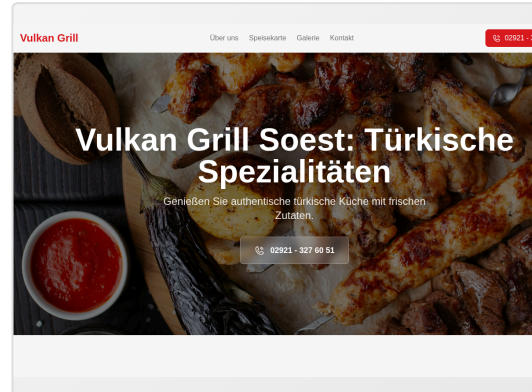 Vulkan Grill
Über uns Speisekarte Galerie Kontakt
02921 - 3
Vulkan Grill Soest: Türkische
Spezialitäten
Genießen Sie authentische türkische Küche mit frischen
Zutaten.
02921 - 327 60 51